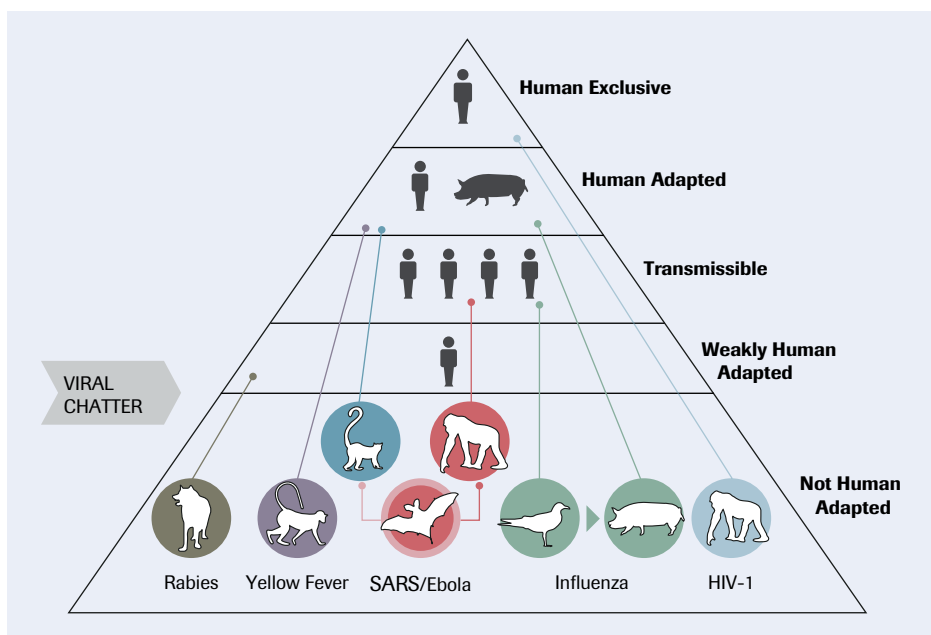 Human Exclusive
Human Adapted
Transmissible
Weakly Human
Adapted
VIRAL
CHATTER
Not Human
Adapted
Rabies
Yellow Fever
SARS/Ebola
Influenza
HIV-1